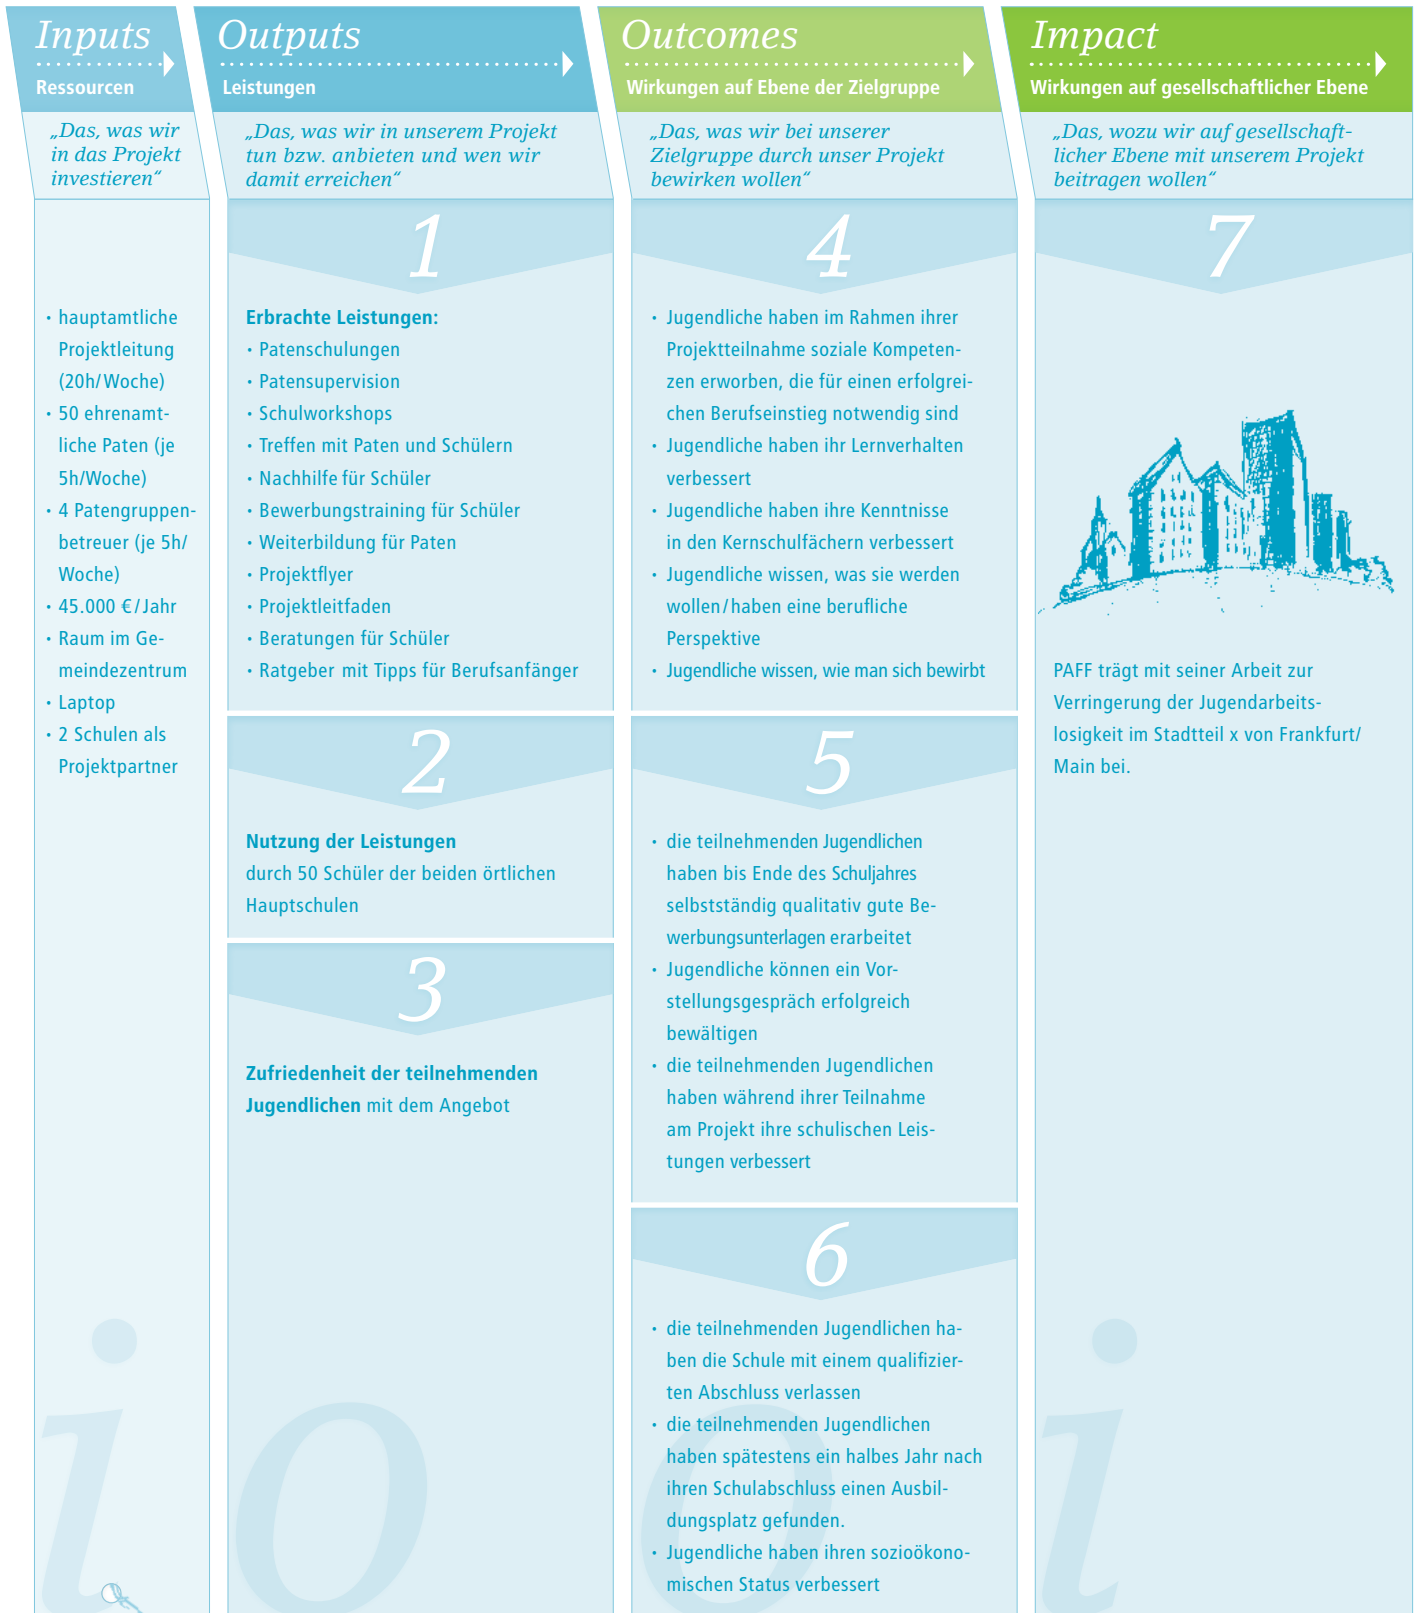 Inputs
Ressourcen
„Das, was wir
in das Projekt
investieren“
• hauptamtliche
Projektleitung
(20h/Woche)
• 50 ehrenamt-
liche Paten (je
5h/Woche)
• 4 Patengruppen-
betreuer (je 5h/
Woche)
• 45.000 €/Jahr
• Raum im Ge-
meindezentrum
• Laptop
• 2 Schulen als
Projektpartner
i
Outputs
Leistungen
„Das, was wir in unserem Projekt
tun bzw. anbieten und wen wir
damit erreichen“
1
Erbrachte Leistungen:
• Patenschulungen
• Patensupervision
• Schulworkshops
• Treffen mit Paten und Schülern
• Nachhilfe für Schüler
• Bewerbungstraining für Schüler
• Weiterbildung für Paten
• Projektflyer
• Projektleitfaden
• Beratungen für Schüler
• Ratgeber mit Tipps für Berufsanfänger
2
Nutzung der Leistungen
durch 50 Schüler der beiden örtlichen
Hauptschulen
3
Zufriedenheit der teilnehmenden
Jugendlichen mit dem Angebot
o
Outcomes
Wirkungen auf Ebene der Zielgruppe
„Das, was wir bei unserer
Zielgruppe durch unser Projekt
bewirken wollen“
4
• Jugendliche haben im Rahmen ihrer
Projektteilnahme soziale Kompeten-
zen erworben, die für einen erfolgrei-
chen Berufseinstieg notwendig sind
• Jugendliche haben ihr Lernverhalten
verbessert
• Jugendliche haben ihre Kenntnisse
in den Kernschulfächern verbessert
• Jugendliche wissen, was sie werden
wollen/haben eine berufliche
Perspektive
• Jugendliche wissen, wie man sich bewirbt
5
• die teilnehmenden Jugendlichen
haben bis Ende des Schuljahres
selbstständig qualitativ gute Be-
werbungsunterlagen erarbeitet
• Jugendliche können ein Vor-
stellungsgespräch erfolgreich
bewältigen
• die teilnehmenden Jugendlichen
haben während ihrer Teilnahme
am Projekt ihre schulischen Leis-
tungen verbessert
6
• die teilnehmenden Jugendlichen ha-
ben die Schule mit einem qualifizier-
ten Abschluss verlassen
• die teilnehmenden Jugendlichen
haben spätestens ein halbes Jahr nach
ihren Schulabschluss einen Ausbil-
dungsplatz gefunden.
• Jugendliche haben ihren sozioökono-
mischen Status verbessert
o
Impact
Wirkungen auf gesellschaftlicher Ebene
„Das, wozu wir auf gesellschaft-
licher Ebene mit unserem Projekt
beitragen wollen“
7
PAFF trägt mit seiner Arbeit zur
Verringerung der Jugendarbeits-
losigkeit im Stadtteil x von Frankfurt/
Main bei.
i